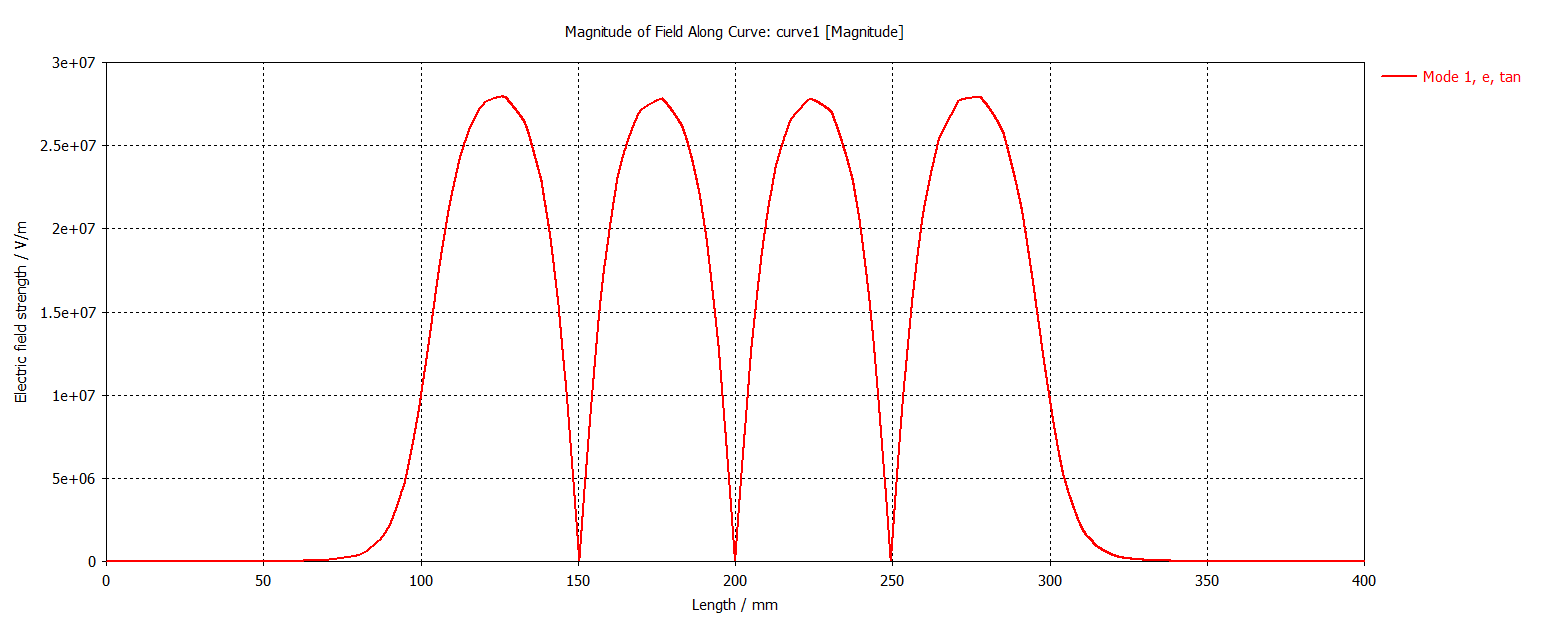 Magnitude of Field Along Curve: curve1 [Magnitude]
Mode 1, e, tan
Electric field strength / V/m
3e+07
2.5e+07
2e+07
1.5e+07
1e+07
5e+06
0
0 50 100 150 200 250 300 350 400
Length / mm